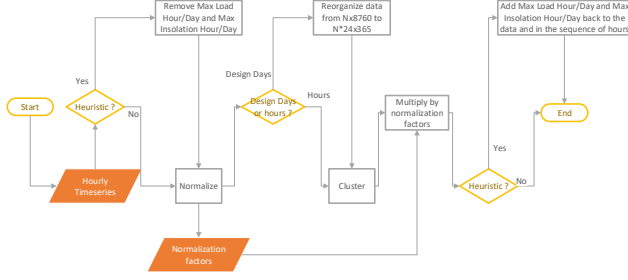 Remove Max Load
Hour/Day and Max
Insolation Hour/Day
Reorganize data
from Nx8760 to
N*24x365
Add Max Load Hour/Day and Max
Insolation Hour/Day back to the
data and in the sequence of hours
Yes
Design Days
Start
Heuristic ?
No
Design Days
or hours ?
Hours
Multiply by
normalization
factors
End
Yes
Hourly
Timeseries
Normalize
Cluster
Heuristic ?
No
Normalization
factors